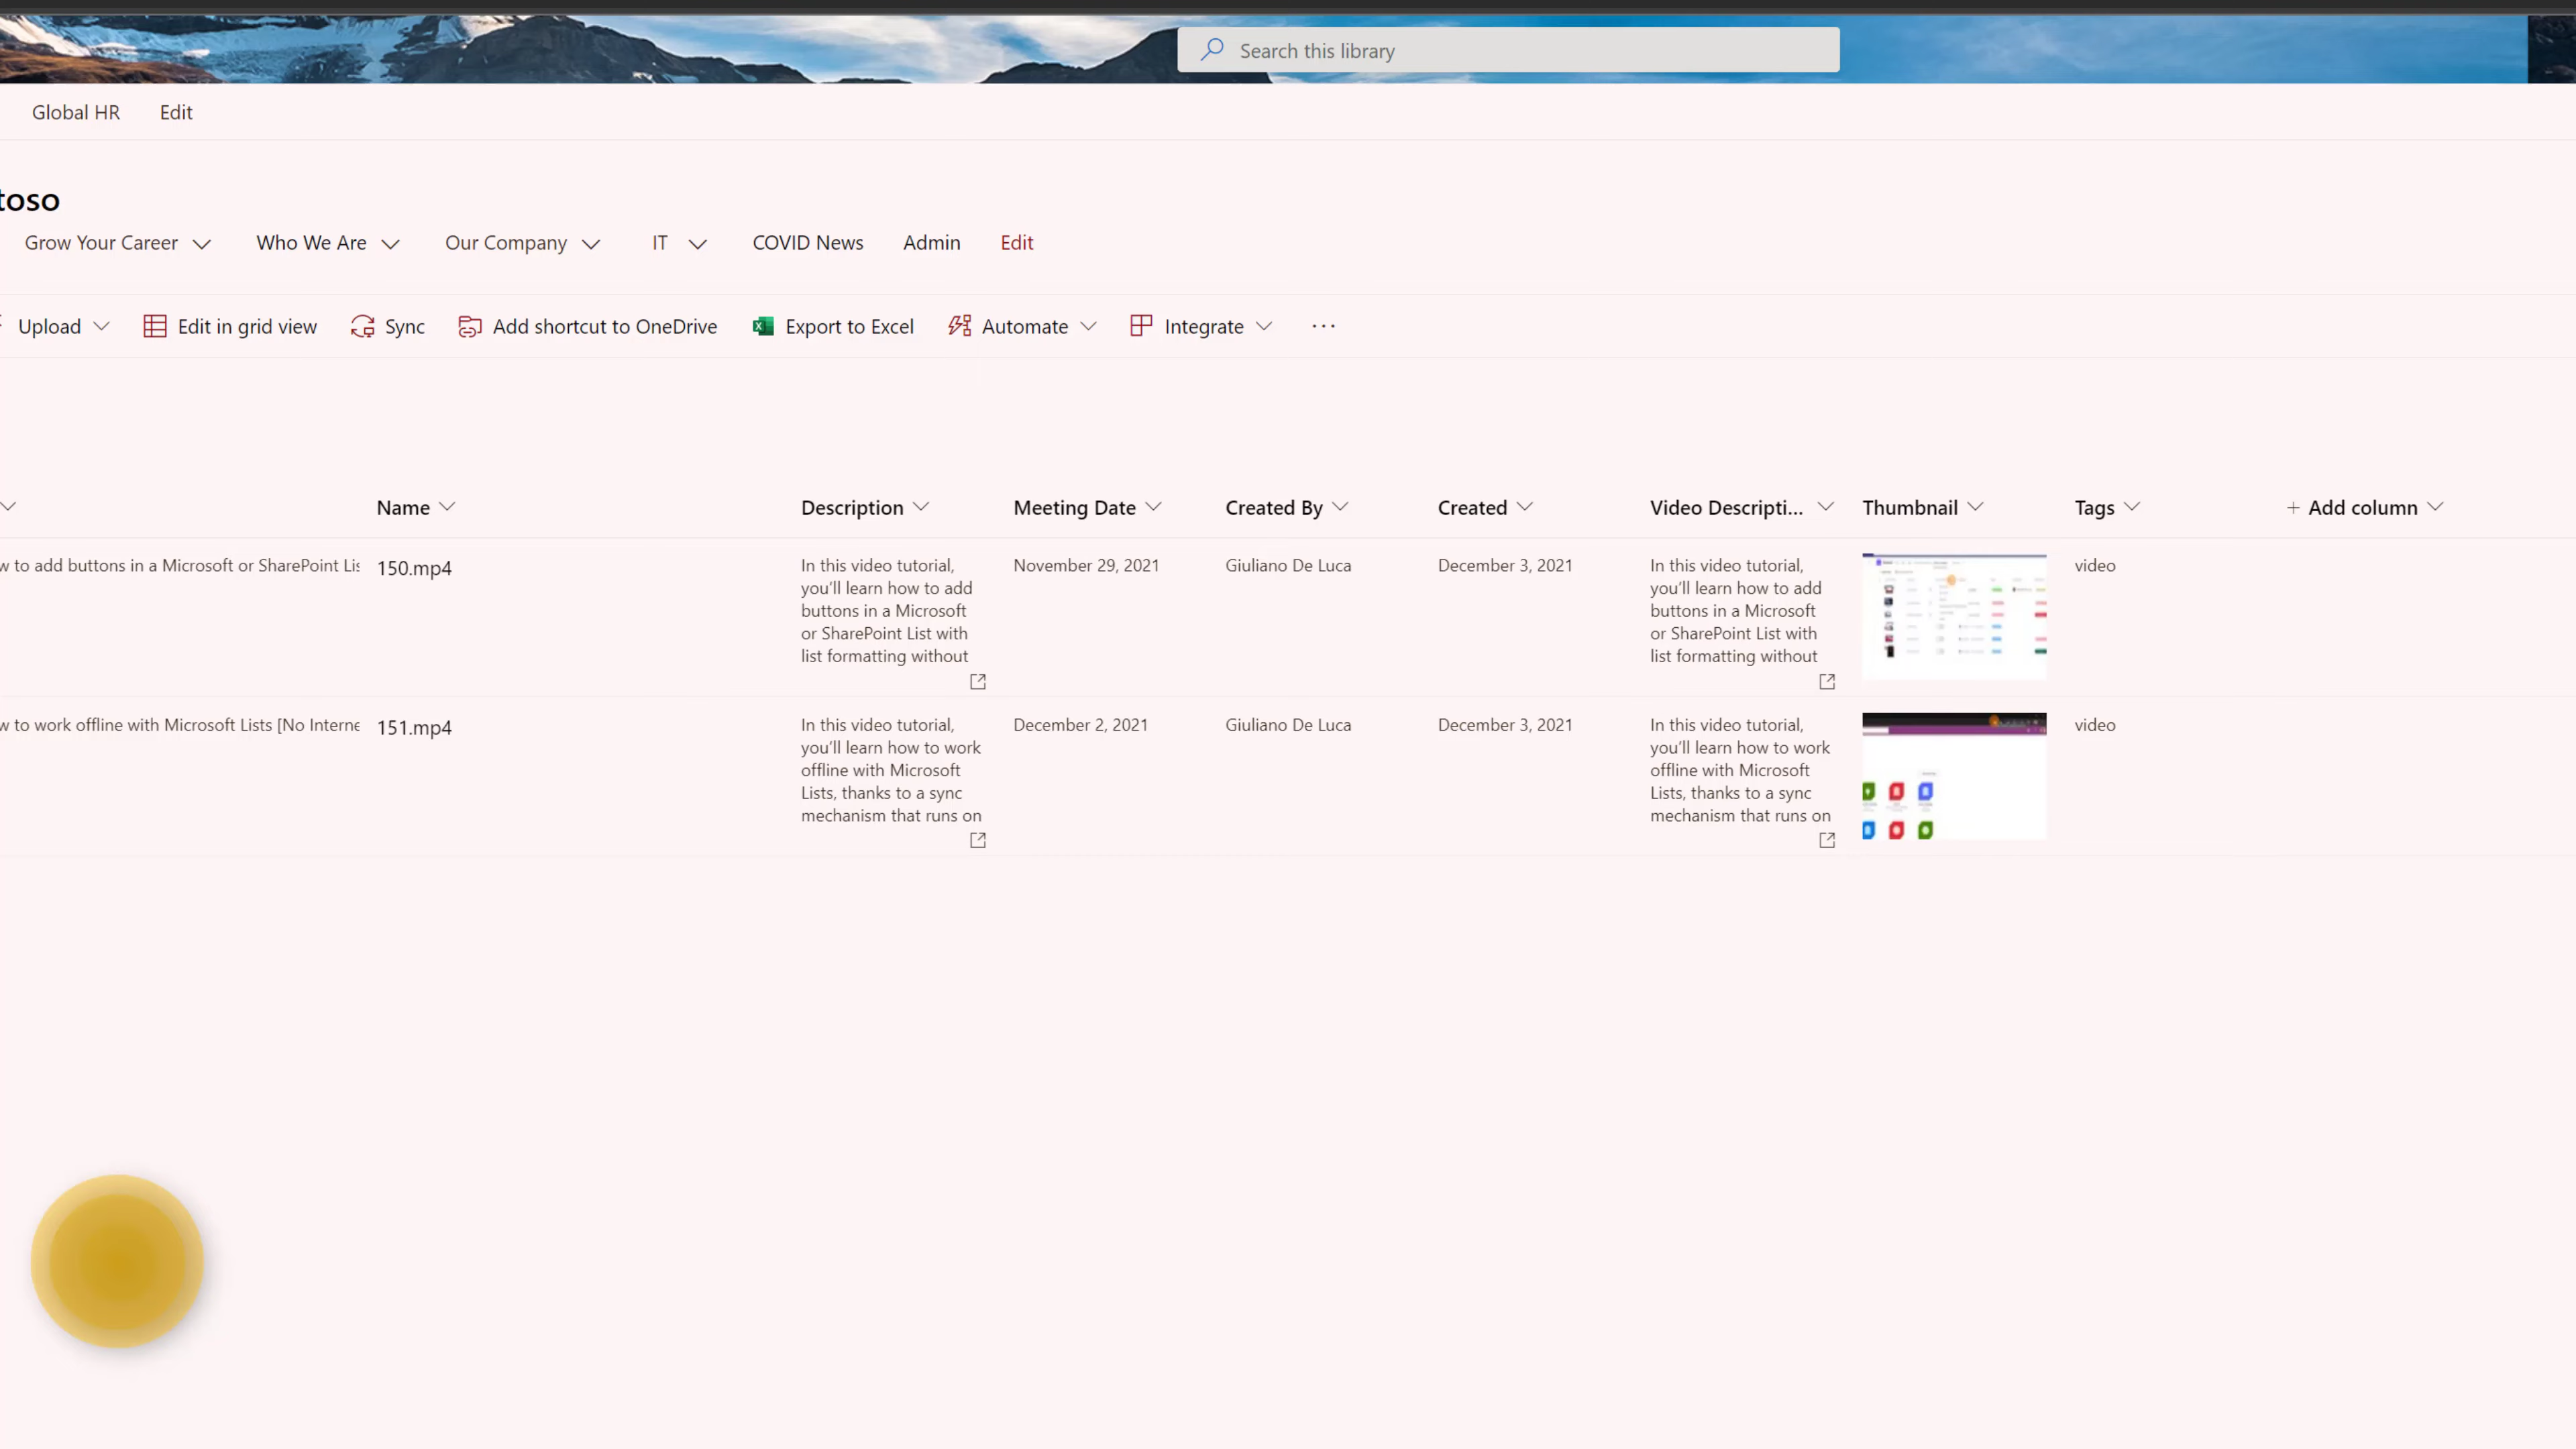 Search this library
Global HR Edit
toso
Grow Your Career Who We Are Our Company IT COVID News Admin Edit
Upload Edit in grid view Sync Add shortcut to OneDrive Export to Excel Automate Integrate ...
Name Description Meeting Date Created By Created Video Descripti... Thumbnail Tags + Add column
w to add buttons in a Microsoft or SharePoint Lis 150.mp4
In this video tutorial,
you'll learn how to add
buttons in a Microsoft
or SharePoint List with
list formatting without
November 29, 2021 Giuliano De Luca December 3, 2021
In this video tutorial,
you'll learn how to add
buttons in a Microsoft
or SharePoint List with
list formatting without
video
w to work offline with Microsoft Lists [No Interne 151.mp4
In this video tutorial,
you'll learn how to work
offline with Microsoft
Lists, thanks to a sync
mechanism that runs on
December 2, 2021 Giuliano De Luca December 3, 2021
In this video tutorial,
you'll learn how to work
offline with Microsoft
Lists, thanks to a sync
mechanism that runs on
video